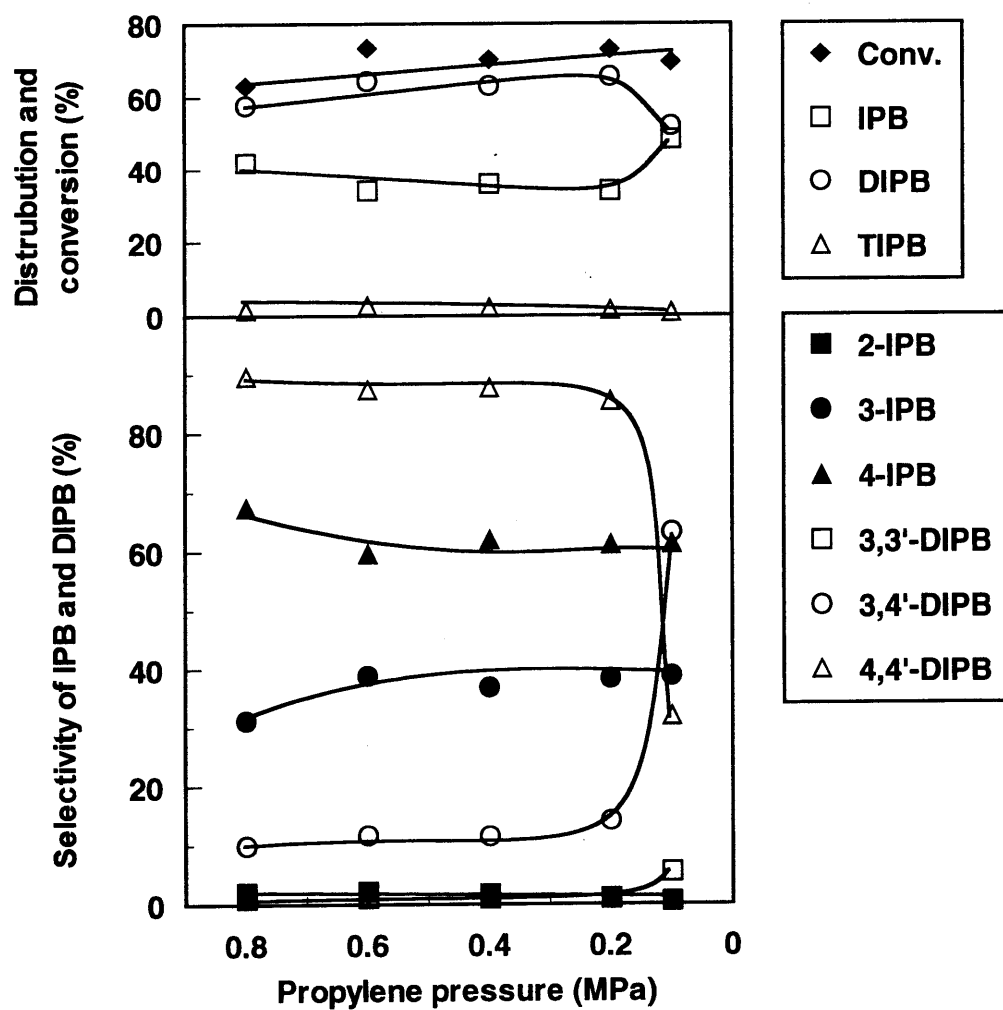 Distrubution and
conversion (%)
80
60
40
20
0
Conv.
IPB
DIPB
TIPB
Selectivity of IPB and DIPB (%)
80
60
40
20
0
2-IPB
3-IPB
4-IPB
3,3'-DIPB
3,4'-DIPB
4,4'-DIPB
0.8 0.6 0.4 0.2 0
Propylene pressure (MPa)